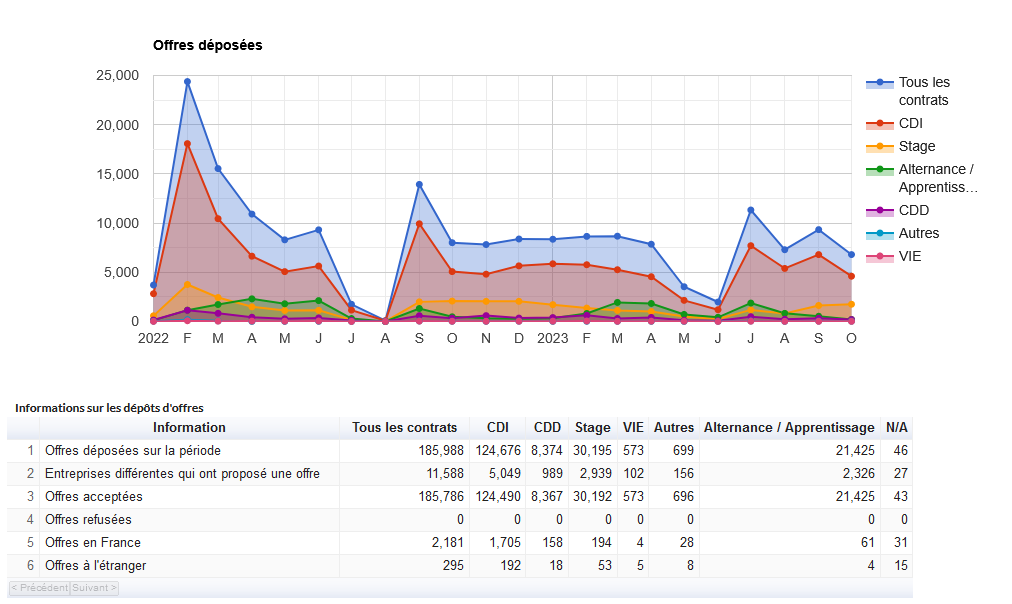 Offres déposées
25,000
20,000
15,000
10,000
5,000
0
2022 F M A M J J A S O N D 2023 F M A M J J A S O
Tous les
contrats
CDI
Stage
Alternance /
Apprentiss…
CDD
Autres
VIE
Informations sur les dépôts d'offres
Information Tous les contrats CDI CDD Stage VIE Autres Alternance / Apprentissage N/A
1 Offres déposées sur la période 185,988 124,676 8,374 30,195 573 699 21,425 46
2 Entreprises différentes qui ont proposé une offre 11,588 5,049 989 2,939 102 156 2,326 27
3 Offres acceptées 185,786 124,490 8,367 30,192 573 696 21,425 43
4 Offres refusées 0 0 0 0 0 0 0 0
5 Offres en France 2,181 1,705 158 194 4 28 61 31
6 Offres à l'étranger 295 192 18 53 5 8 4 15
< Précédent Suivant >